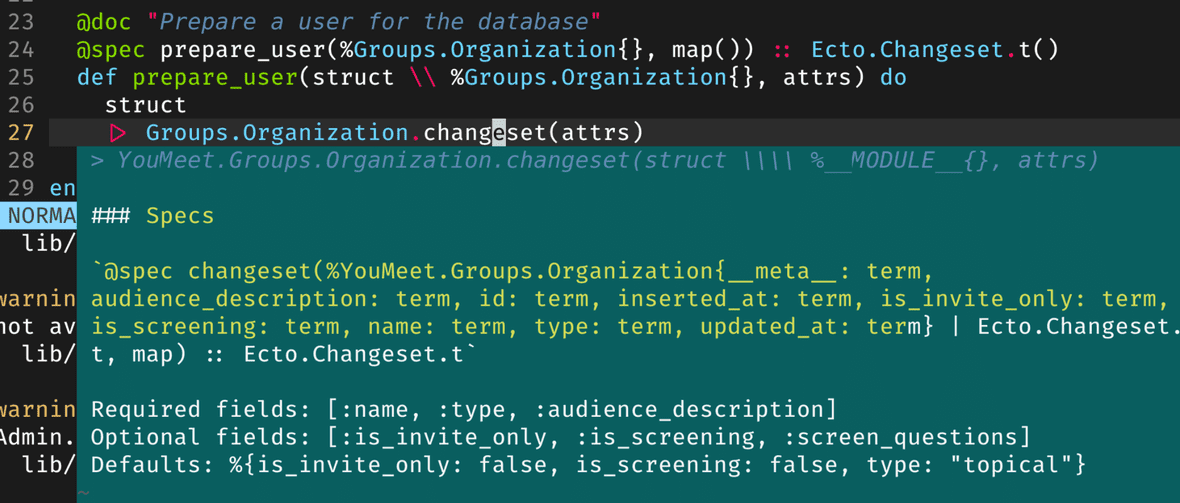 23 @doc "Prepare a user for the database"
24 @spec prepare_user(%Groups.Organization{}, map()) :: Ecto.Changeset.t()
25 def prepare_user(struct \\ %Groups.Organization{}, attrs) do
26 struct
27 |> Groups.Organization.changeset(attrs)
28 > YouMeet.Groups.Organization.changeset(struct \\\\ %__MODULE__{}, attrs)
29 en
NORMA ### Specs
lib/
`@spec changeset(%YouMeet.Groups.Organization{__meta__: term,
warnin audience_description: term, id: term, inserted_at: term, is_invite_only: term,
not av is_screening: term, name: term, type: term, updated_at: term} | Ecto.Changeset.
lib/ t, map) :: Ecto.Changeset.t`
warnin Required fields: [:name, :type, :audience_description]
Admin. Optional fields: [:is_invite_only, :is_screening, :screen_questions]
lib/ Defaults: %{is_invite_only: false, is_screening: false, type: "topical"}
~